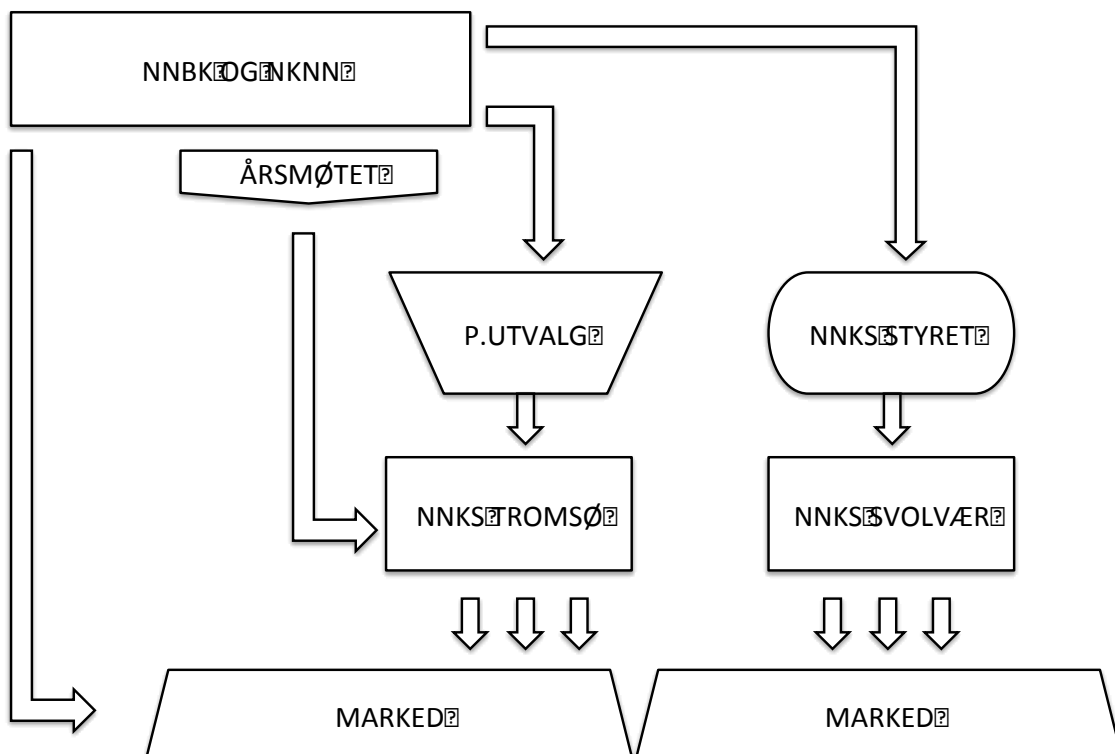 NNBK OG NKNN
ÅRSMØTET
P.UTVALG
NNKS STYRET
NNKS TROMSØ
NNKS SVOLVÆR
MARKED
MARKED